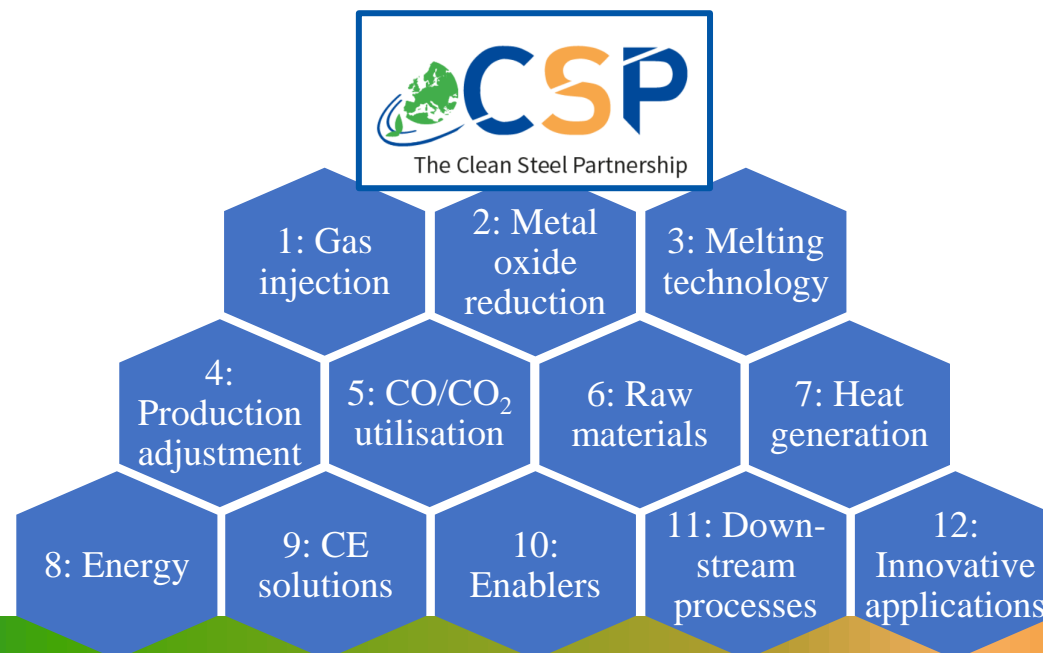 CSP
The Clean Steel Partnership
1: Gas
injection
2: Metal
oxide
reduction
3: Melting
technology
4:
Production
adjustment
5: CO/CO₂
utilisation
6: Raw
materials
7: Heat
generation
8: Energy
9: CE
solutions
10:
Enablers
11: Down-
stream
processes
12:
Innovative
applications